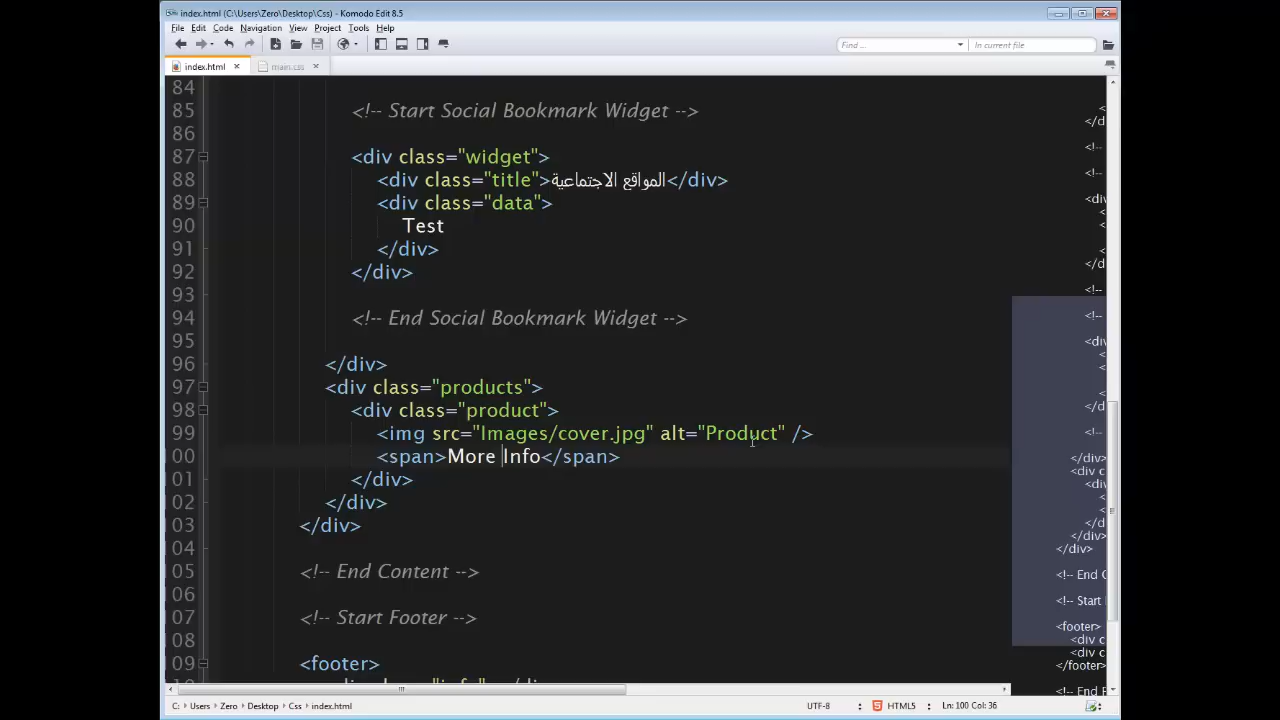 index.html (C:\Users\Zero\Desktop\Css) - Komodo Edit 8.5
File Edit Code Navigation View Project Tools Help
Find ... In current file
index.html main.css
84
85 <!-- Start Social Bookmark Widget -->
86
87 <div class="widget">
88 <div class="title">المواقع الاجتماعية</div>
89 <div class="data">
90 Test
91 </div>
92 </div>
93
94 <!-- End Social Bookmark Widget -->
95
96 </div>
97 <div class="products">
98 <div class="product">
99 <img src="Images/cover.jpg" alt="Product" />
00 <span>More Info</span>
01 </div>
02 </div>
03 </div>
04
05 <!-- End Content -->
06
07 <!-- Start Footer -->
08
09 <footer>
C: Users Zero Desktop Css index.html UTF-8 HTML5 Ln: 100 Col: 36